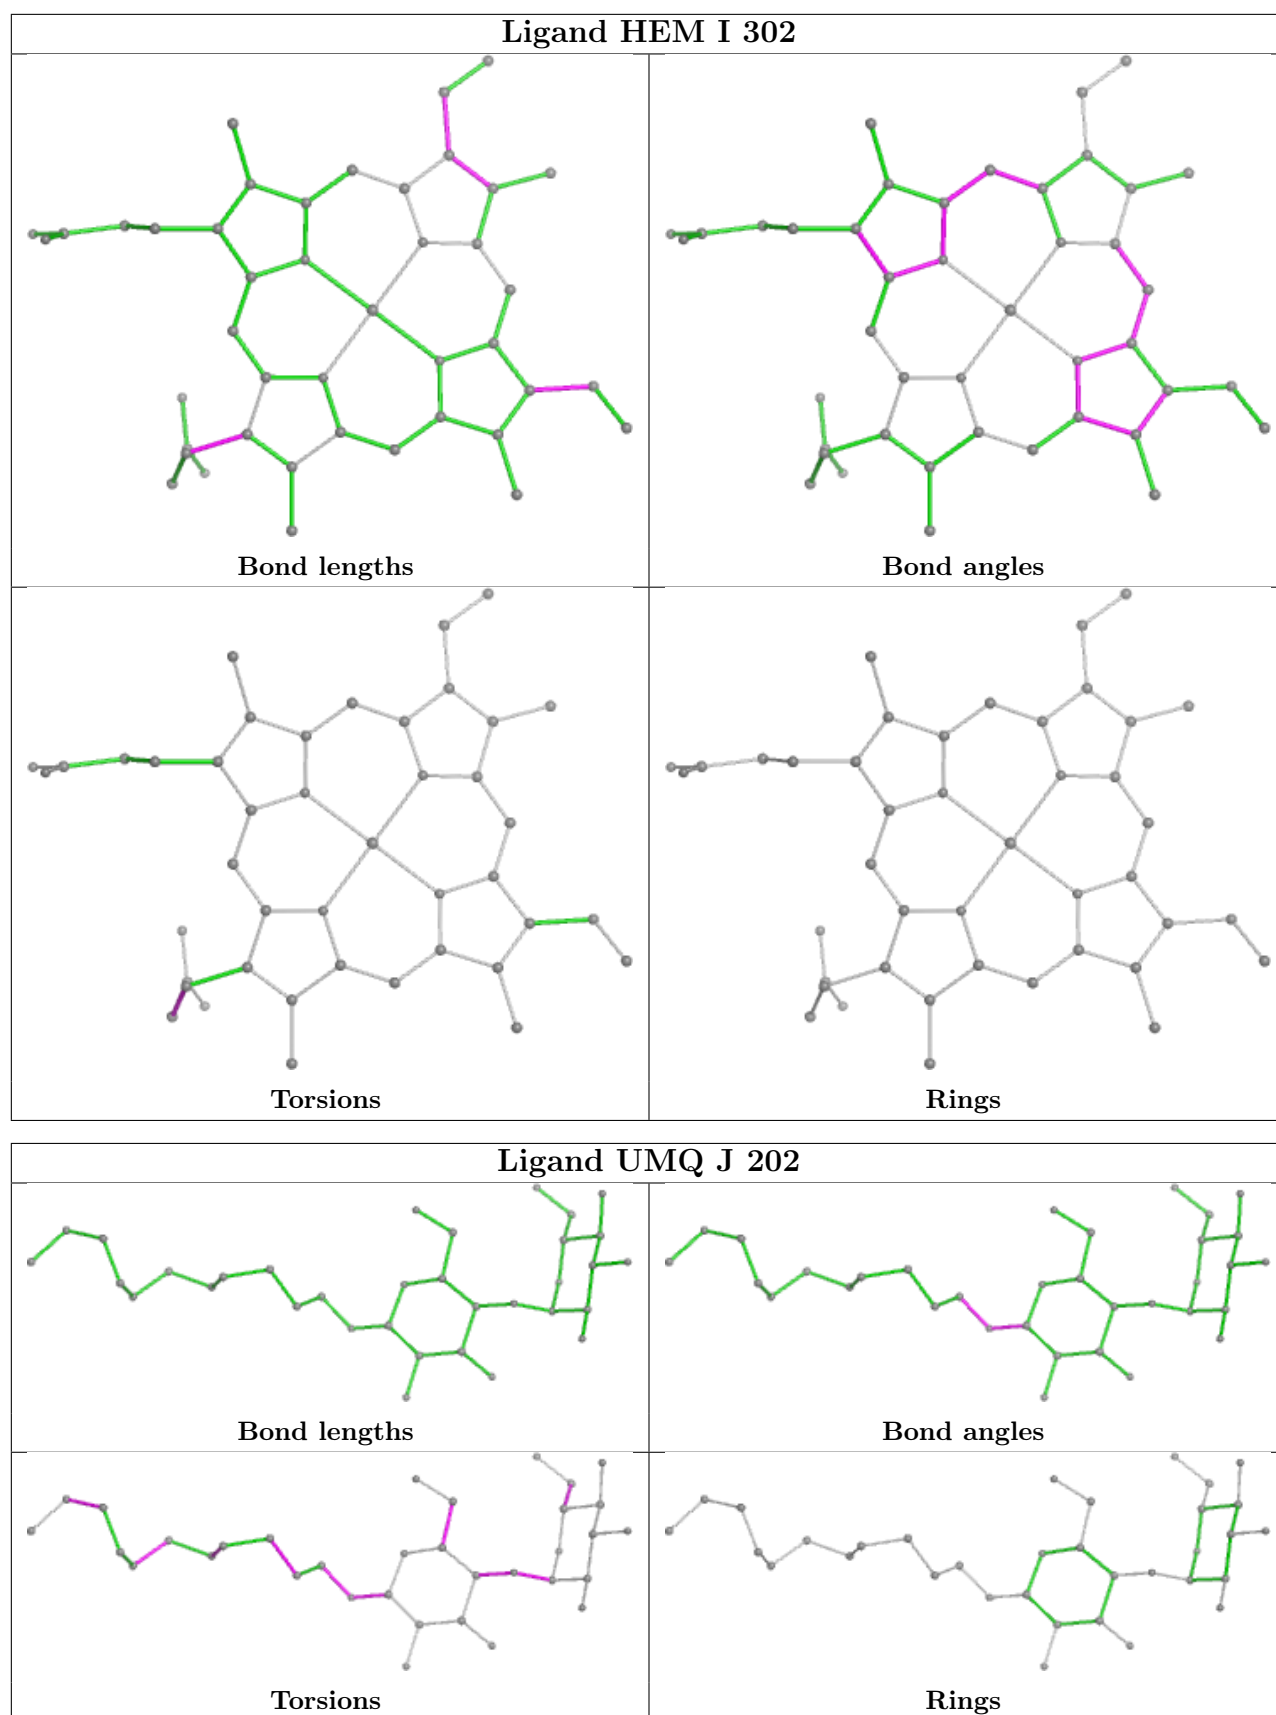 Ligand HEM I 302
Bond lengths
Bond angles
Torsions
Rings
Ligand UMQ J 202
Bond lengths
Bond angles
Torsions
Rings